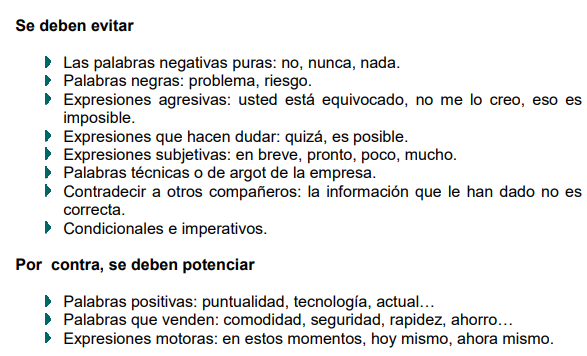 Se deben evitar
Las palabras negativas puras: no, nunca, nada.
Palabras negras: problema, riesgo.
Expresiones agresivas: usted está equivocado, no me lo creo, eso es
imposible.
Expresiones que hacen dudar: quizá, es posible.
Expresiones subjetivas: en breve, pronto, poco, mucho.
Palabras técnicas o de argot de la empresa.
Contradecir a otros compañeros: la información que le han dado no es
correcta.
Condicionales e imperativos.
Por contra, se deben potenciar
Palabras positivas: puntualidad, tecnología, actual…
Palabras que venden: comodidad, seguridad, rapidez, ahorro…
Expresiones motoras: en estos momentos, hoy mismo, ahora mismo.